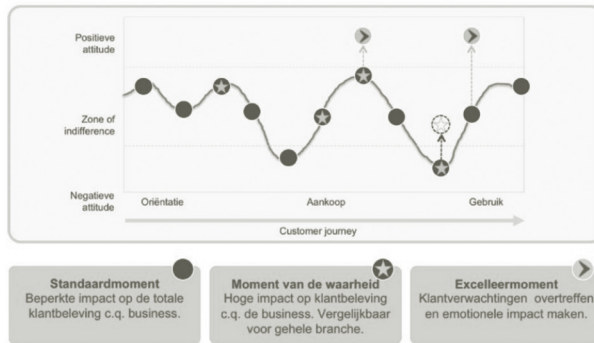 Positieve
attitude
Zone of
indifference
Negatieve
attitude
Oriëntatie
Aankoop
Gebruik
Customer journey
Standaardmoment
Beperkte impact op de totale
klantbeleving c.q. business.
Moment van de waarheid
Hoge impact op klantbeleving
c.q. de business. Vergelijkbaar
voor gehele branche.
Excelleermoment
Klantverwachtingen overtreffen
en emotionele impact maken.